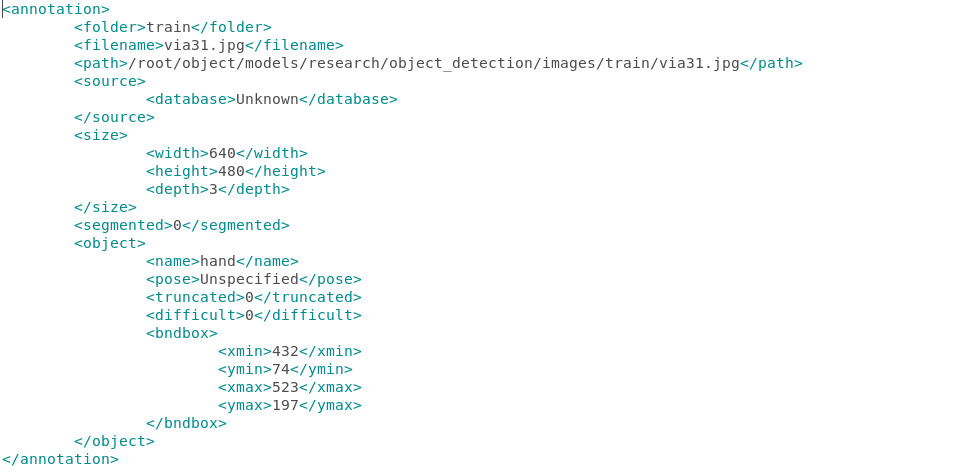 <annotation>
<folder>train</folder>
<filename>via31.jpg</filename>
<path>/root/object/models/research/object_detection/images/train/via31.jpg</path>
<source>
<database>Unknown</database>
</source>
<size>
<width>640</width>
<height>480</height>
<depth>3</depth>
</size>
<segmented>0</segmented>
<object>
<name>hand</name>
<pose>Unspecified</pose>
<truncated>0</truncated>
<difficult>0</difficult>
<bndbox>
<xmin>432</xmin>
<ymin>74</ymin>
<xmax>523</xmax>
<ymax>197</ymax>
</bndbox>
</object>
</annotation>